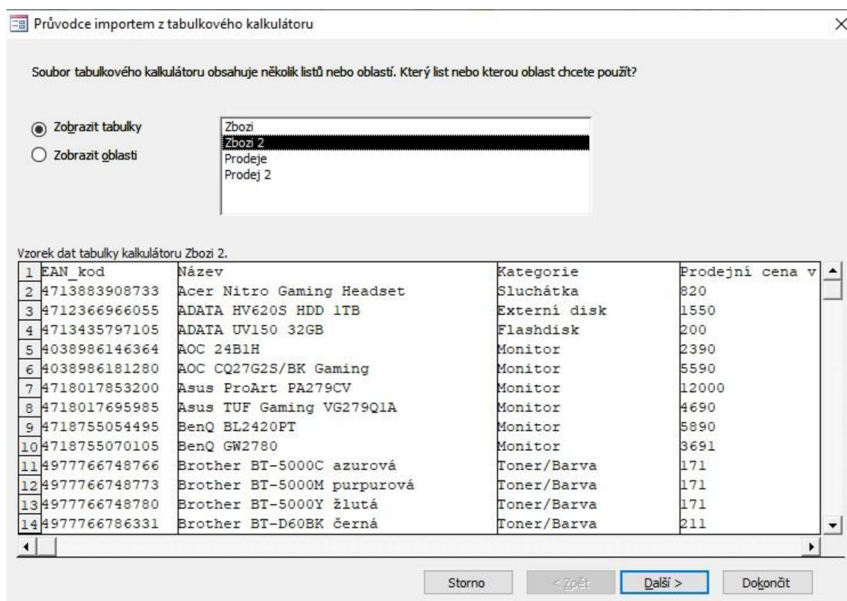 Průvodce importem z tabulkového kalkulátoru
Soubor tabulkového kalkulátoru obsahuje několik listů nebo oblastí. Který list nebo kterou oblast chcete použít?
Zobrazit tabulky
Zobrazit oblasti
Zbozi
Zbozi 2
Prodeje
Prodej 2
Vzorek dat tabulky kalkulátoru Zbozi 2.
1 EAN_kod Název Kategorie Prodejní cena v
2 4713883908733 Acer Nitro Gaming Headset Sluchátka 820
3 4712366966055 ADATA HV620S HDD 1TB Externí disk 1550
4 4713435797105 ADATA UV150 32GB Flashdisk 200
5 4038986146364 AOC 24B1H Monitor 2390
6 4038986181280 AOC CQ27G2S/BK Gaming Monitor 5590
7 4718017853200 Asus ProArt PA279CV Monitor 12000
8 4718017695985 Asus TUF Gaming VG279Q1A Monitor 4690
9 4718755054495 BenQ BL2420PT Monitor 5890
10 4718755070105 BenQ GW2780 Monitor 3691
11 4977766748766 Brother BT-5000C azurová Toner/Barva 171
12 4977766748773 Brother BT-5000M purpurová Toner/Barva 171
13 4977766748780 Brother BT-5000Y žlutá Toner/Barva 171
14 4977766786331 Brother BT-D60BK černá Toner/Barva 211
Storno < Zpět Další > Dokončit